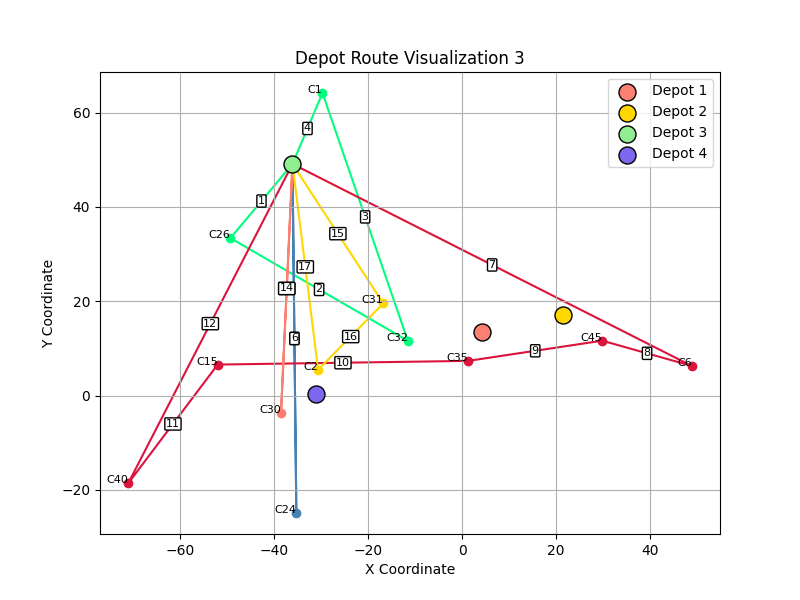 Depot Route Visualization 3
Depot 1
Depot 2
Depot 3
Depot 4
Y Coordinate
60
40
20
0
−20
C1
4
1
3
C26
15
7
17
14
2
C31
12
6
16
C32
C45
9
8
C35
C6
10
C15
C2
C30
11
C40
C24
−60
−40
−20
0
20
40
X Coordinate